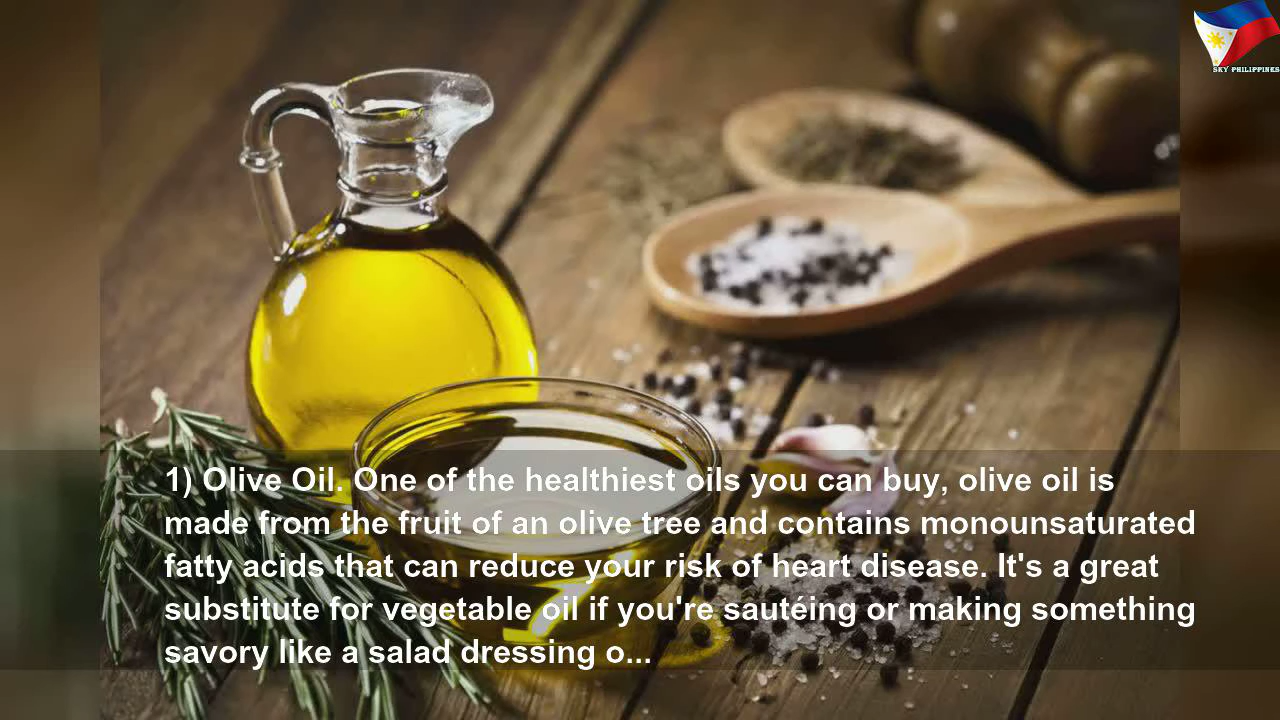 SKY PHILIPPINES
1) Olive Oil. One of the healthiest oils you can buy, olive oil is
made from the fruit of an olive tree and contains monounsaturated
fatty acids that can reduce your risk of heart disease. It's a great
substitute for vegetable oil if you're sautéing or making something
savory like a salad dressing o...